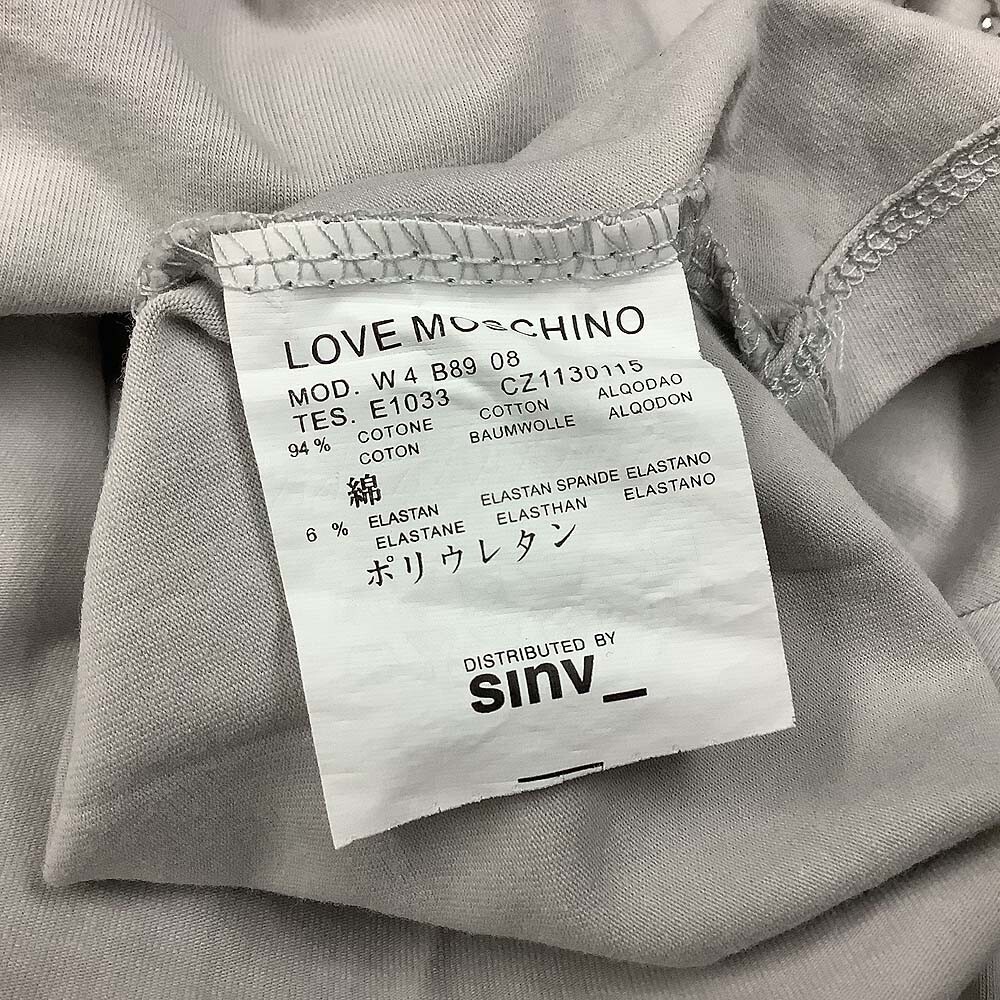 LOVE MOSCHINO
MOD. W 4 B89 08
TES. E1033 CZ1130115
94 % COTONE COTTON ALQODAO
COTON BAUMWOLLE ALQODON
綿
6 % ELASTAN ELASTAN SPANDE ELASTANO
ELASTANE ELASTHAN ELASTANO
ポリウレタン
DISTRIBUTED BY
sınv_